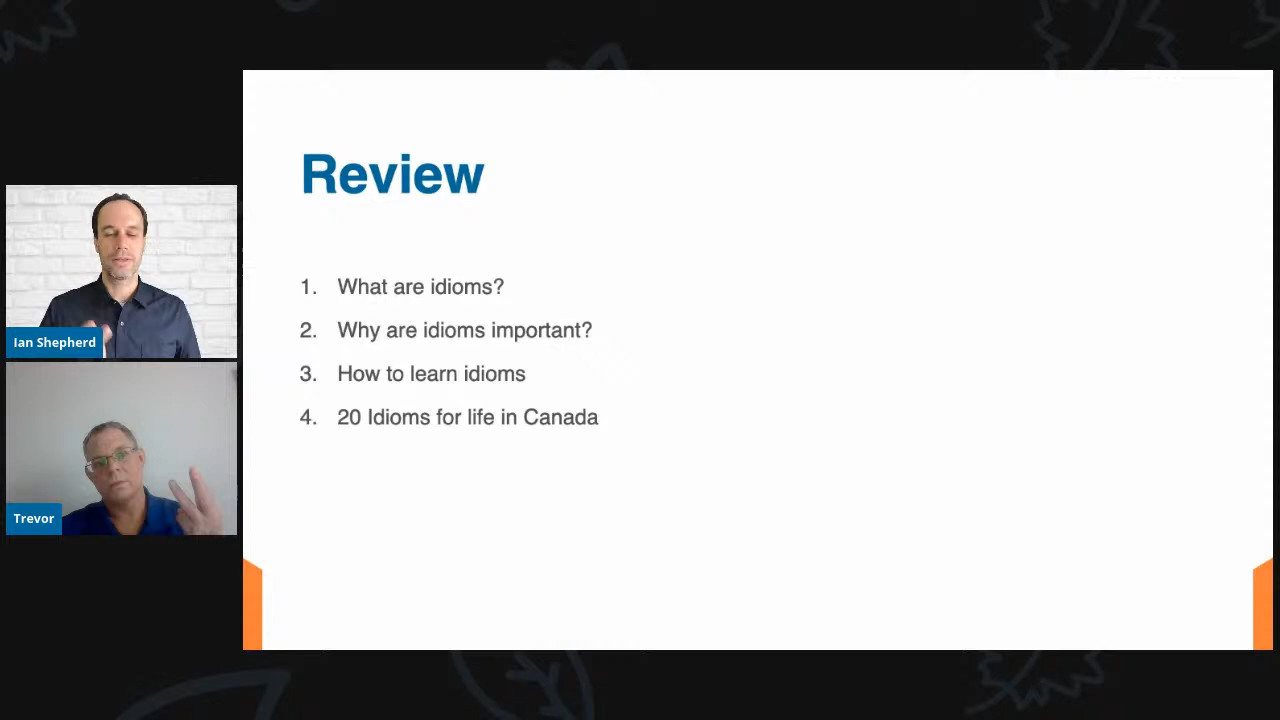 Review
1. What are idioms?
2. Why are idioms important?
3. How to learn idioms
4. 20 Idioms for life in Canada
Ian Shepherd
Trevor